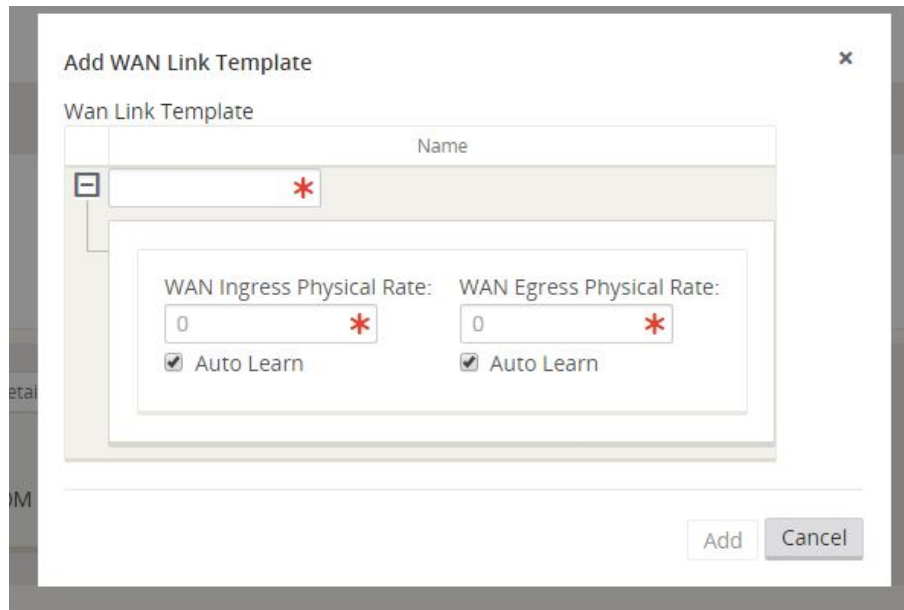 Add WAN Link Template
×
Wan Link Template
Name
*
WAN Ingress Physical Rate: WAN Egress Physical Rate:
0 * 0 *
Auto Learn Auto Learn
etai
Add Cancel